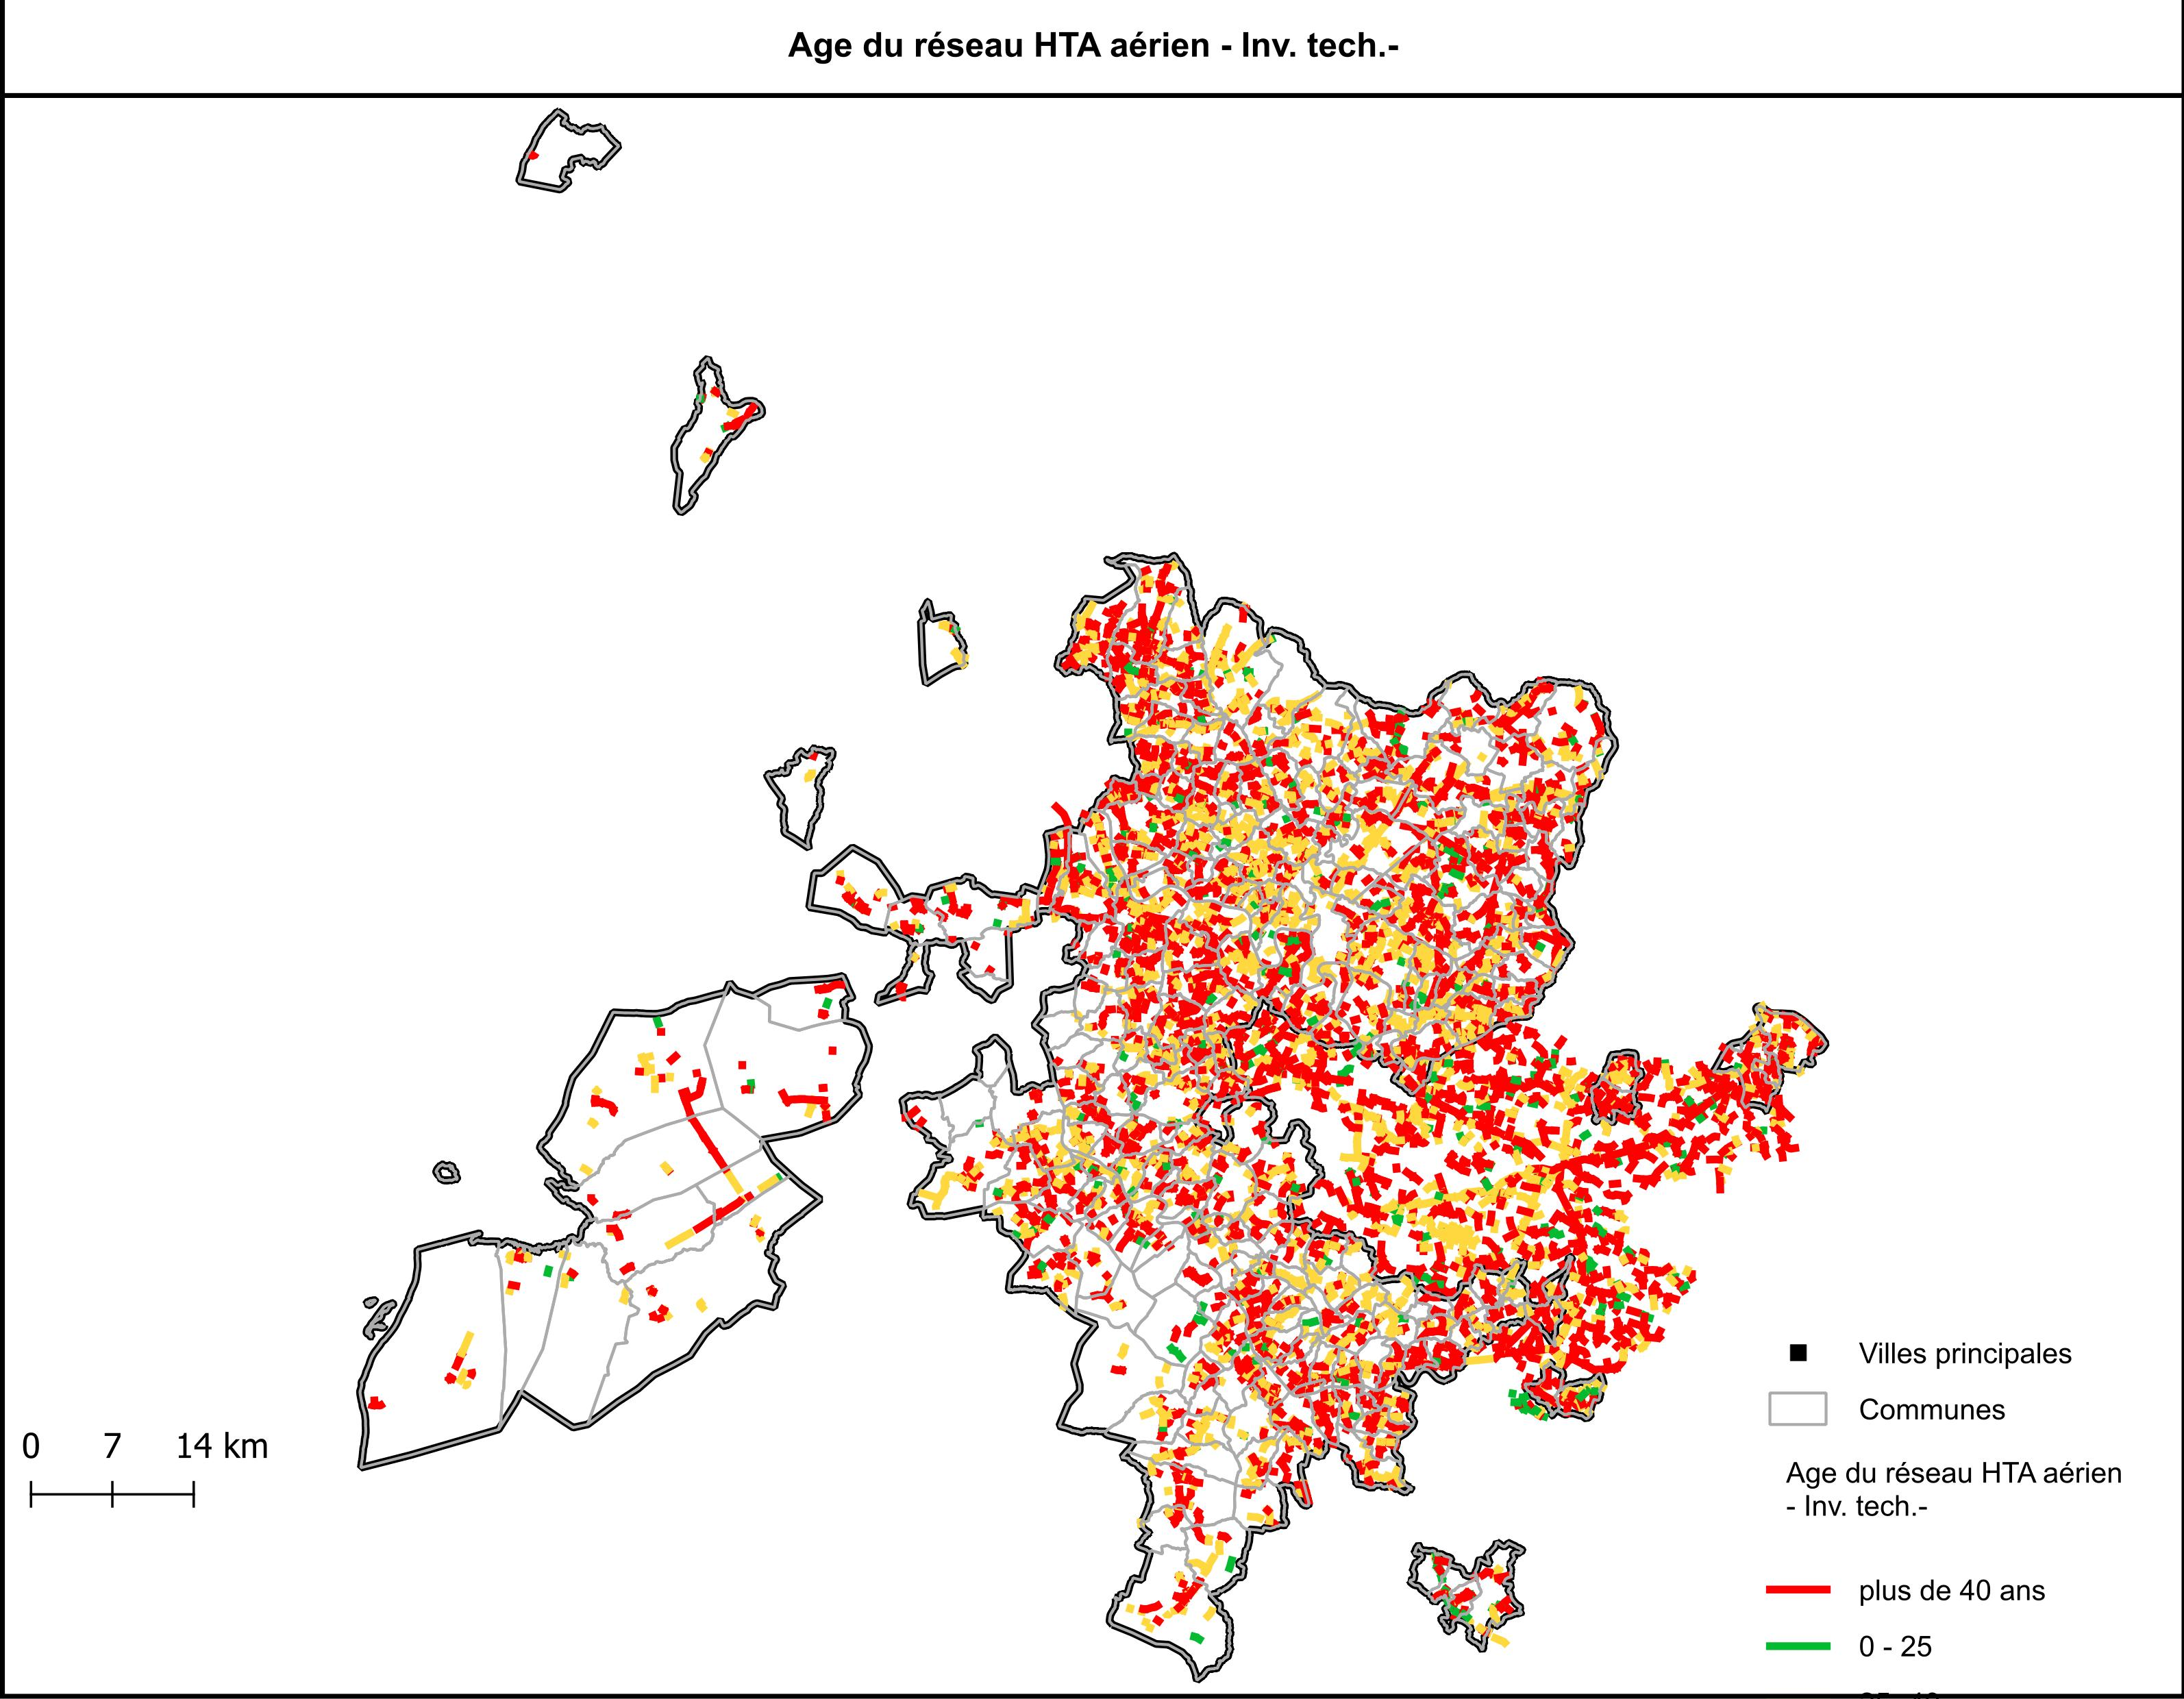 Age du réseau HTA aérien - Inv. tech.-
0 7 14 km
Villes principales
Communes
Age du réseau HTA aérien
- Inv. tech.-
plus de 40 ans
0 - 25